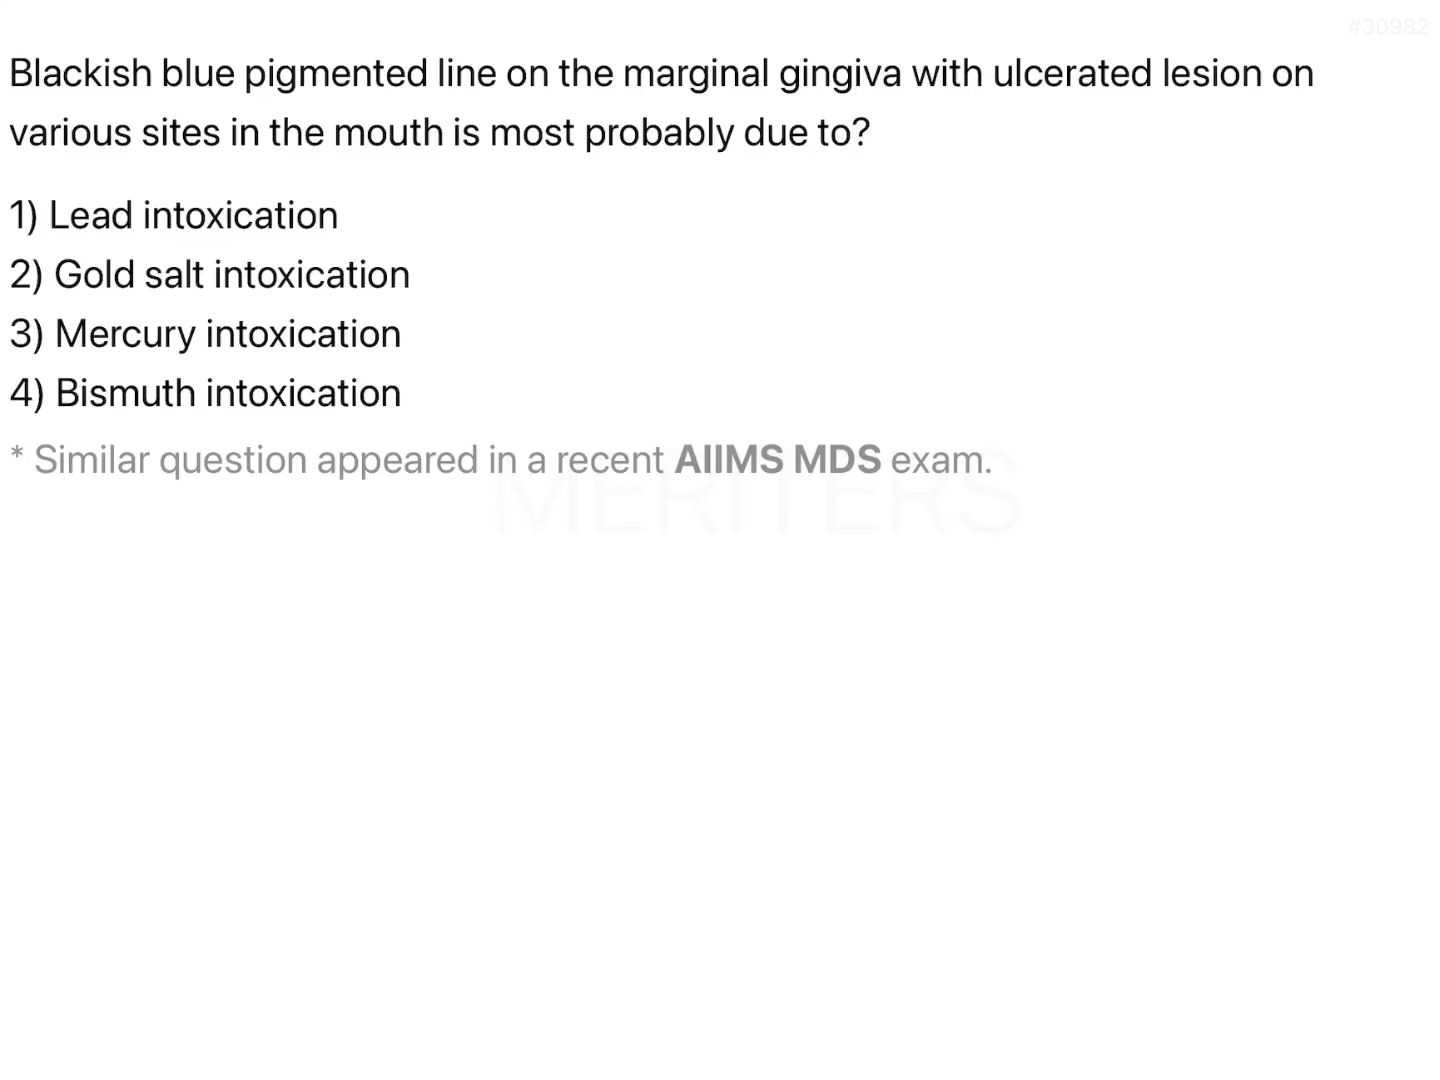 #30982
Blackish blue pigmented line on the marginal gingiva with ulcerated lesion on
various sites in the mouth is most probably due to?
1) Lead intoxication
2) Gold salt intoxication
3) Mercury intoxication
4) Bismuth intoxication
* Similar question appeared in a recent AIIMS MDS exam.
MERITERS